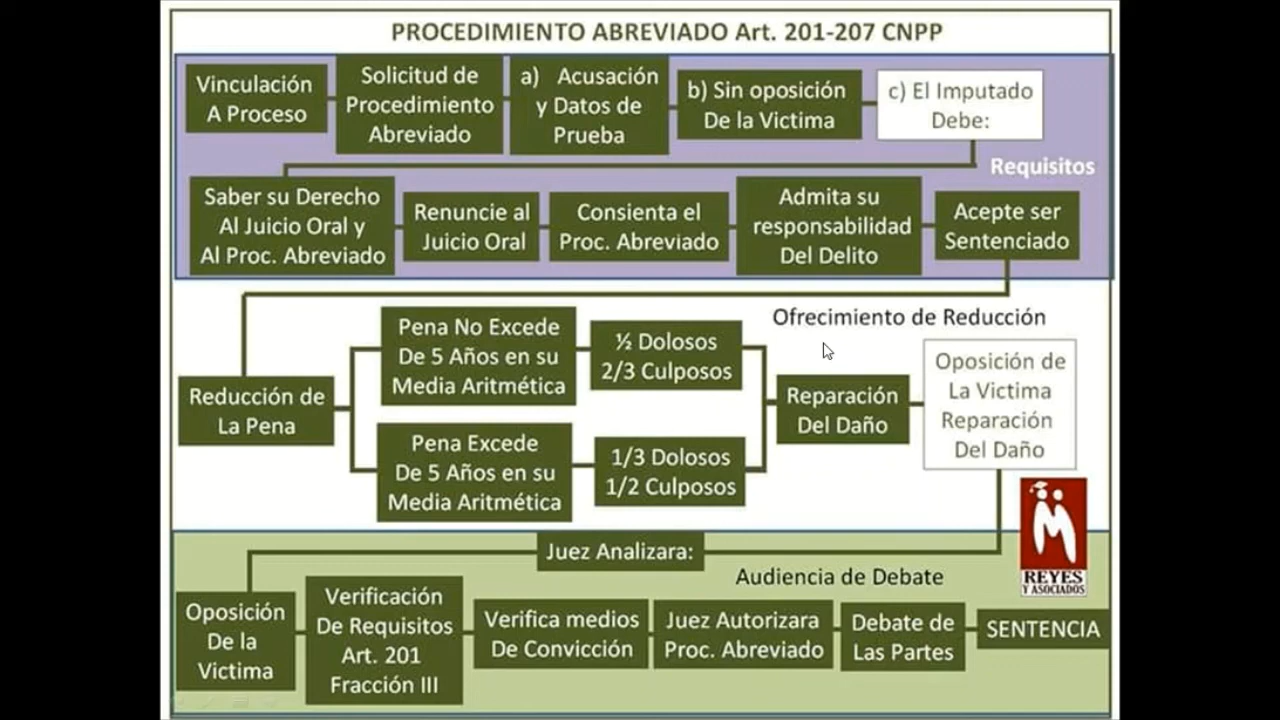 PROCEDIMIENTO ABREVIADO Art. 201-207 CNPP
Vinculación
A Proceso
Solicitud de
Procedimiento
Abreviado
a) Acusación
y Datos de
Prueba
b) Sin oposición
De la Victima
c) El Imputado
Debe:
Requisitos
Saber su Derecho
Al Juicio Oral y
Al Proc. Abreviado
Renuncie al
Juicio Oral
Consienta el
Proc. Abreviado
Admita su
responsabilidad
Del Delito
Acepte ser
Sentenciado
Ofrecimiento de Reducción
Reducción de
La Pena
Pena No Excede
De 5 Años en su
Media Aritmética
½ Dolosos
2/3 Culposos
Pena Excede
De 5 Años en su
Media Aritmética
1/3 Dolosos
1/2 Culposos
Reparación
Del Daño
Oposición de
La Victima
Reparación
Del Daño
REYES
Y ASOCIADOS
Juez Analizara:
Audiencia de Debate
Oposición
De la
Victima
Verificación
De Requisitos
Art. 201
Fracción III
Verifica medios
De Convicción
Juez Autorizara
Proc. Abreviado
Debate de
Las Partes
SENTENCIA